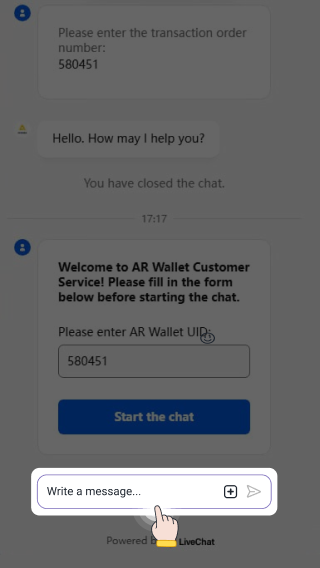 Please enter the transaction order
number:
580451
Hello. How may I help you?
You have closed the chat.
17:17
Welcome to AR Wallet Customer
Service! Please fill in the form
below before starting the chat.
Please enter AR Wallet UID:
580451
Start the chat
Write a message...
Powered LiveChat